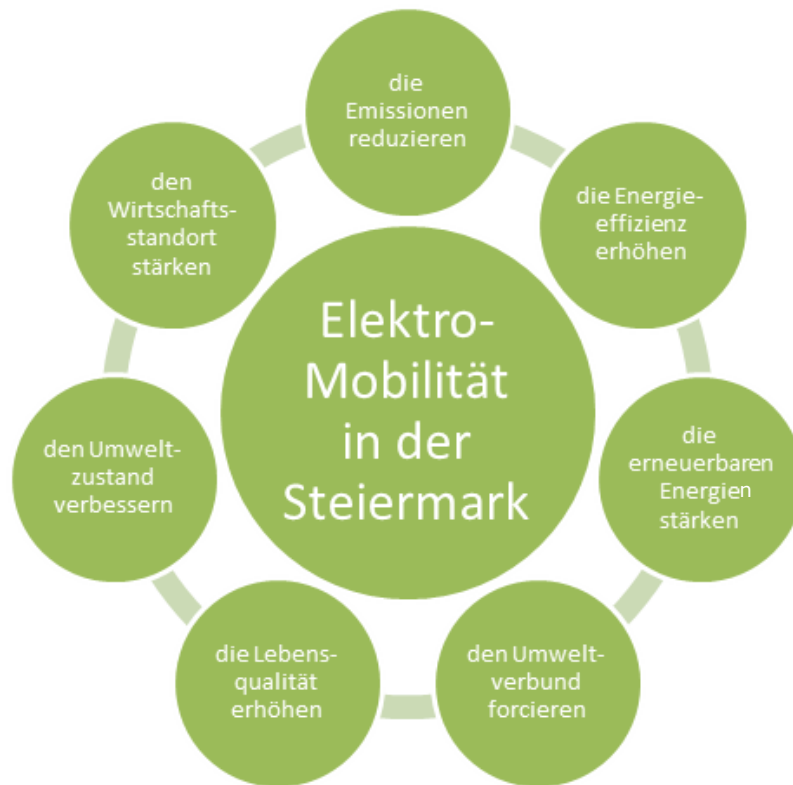 Elektro-
Mobilität
in der
Steiermark
die
Emissionen
reduzieren
die Energie-
effizienz
erhöhen
die
erneuerbaren
Energien
stärken
den Umwelt-
verbund
forcieren
die Lebens-
qualität
erhöhen
den Umwelt-
zustand
verbessern
den
Wirtschafts-
standort
stärken